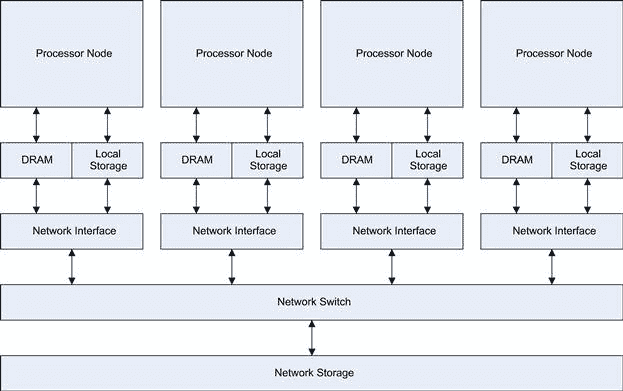 Processor Node
Processor Node
Processor Node
Processor Node
DRAM
Local
Storage
DRAM
Local
Storage
DRAM
Local
Storage
DRAM
Local
Storage
Network Interface
Network Interface
Network Interface
Network Interface
Network Switch
Network Storage